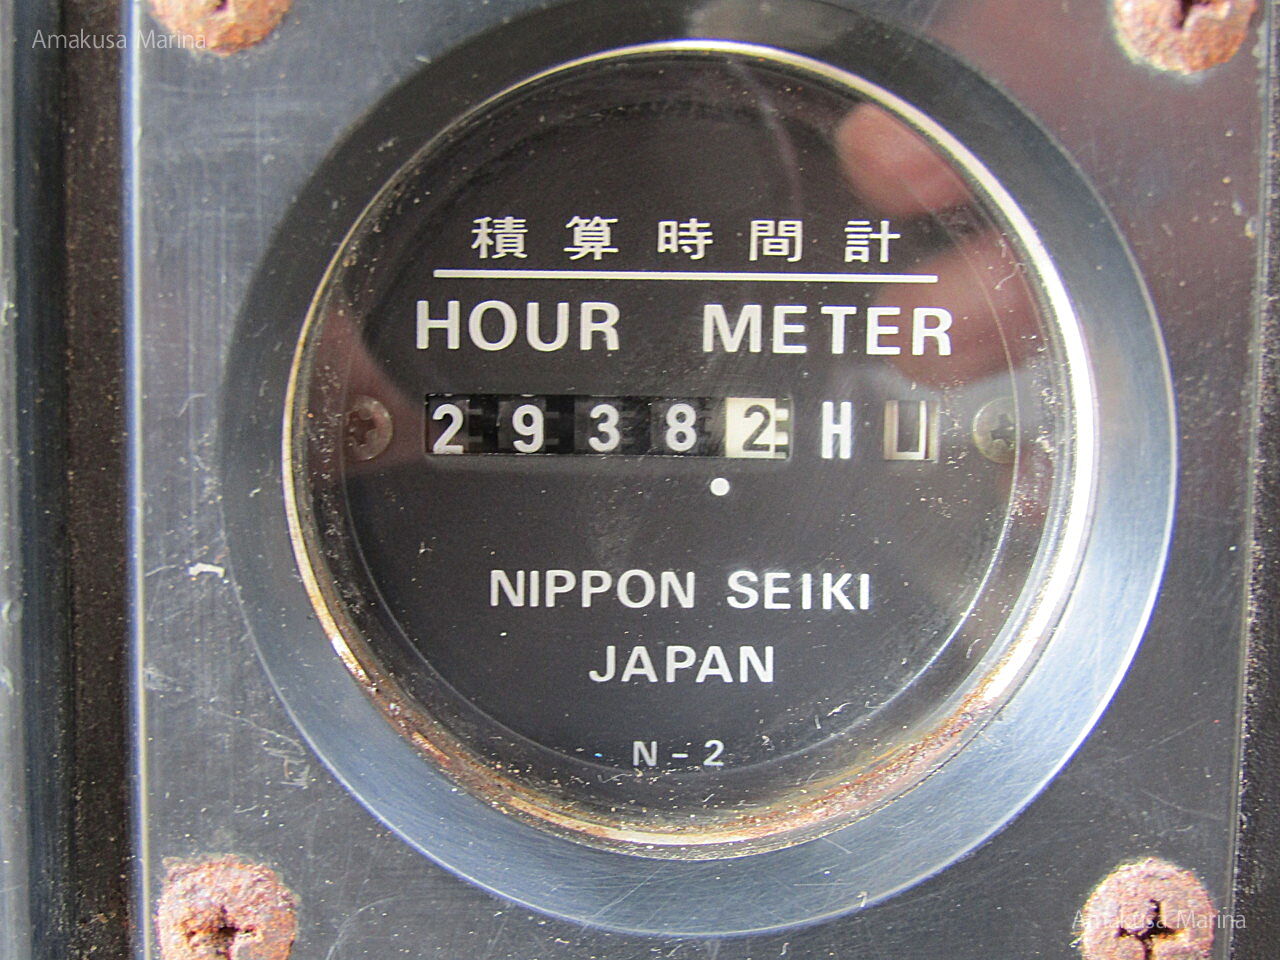 Amakusa Marina
積算時間計
HOUR METER
29382 H
NIPPON SEIKI
JAPAN
N-2
Amakusa Marina